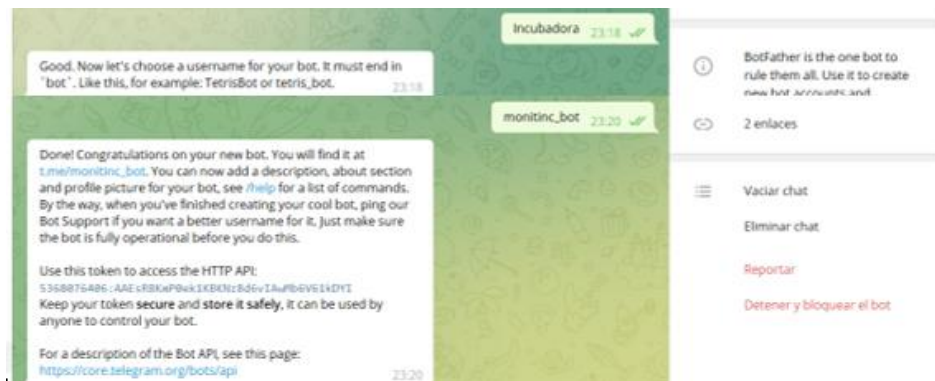 Incubadora 23:18
Good. Now let's choose a username for your bot. It must end in
`bot`. Like this, for example: TetrisBot or tetris_bot.
23:18
monitinc_bot 23:20
Done! Congratulations on your new bot. You will find it at
t.me/monitinc_bot. You can now add a description, about section
and profile picture for your bot, see /help for a list of commands.
By the way, when you've finished creating your cool bot, ping our
Bot Support if you want a better username for it. Just make sure
the bot is fully operational before you do this.
Use this token to access the HTTP API:
Keep your token secure and store it safely, it can be used by
anyone to control your bot.
For a description of the Bot API, see this page:
https://core.telegram.org/bots/api
23:20
BotFather is the one bot to
rule them all. Use it to create
new bot accounts and
2 enlaces
Vaciar chat
Eliminar chat
Reportar
Detener y bloquear el bot